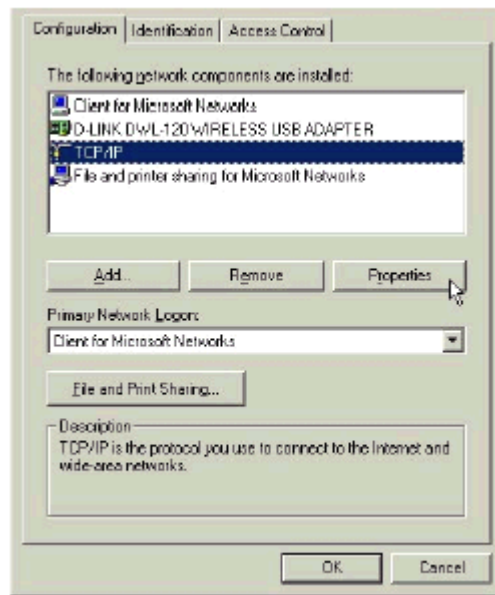 Configuration Identification Access Control
The following network components are installed:
Client for Microsoft Networks
D-LINK DWL-120 WIRELESS USB ADAPTER
TCP/IP
File and printer sharing for Microsoft Networks
Add... Remove Properties
Primary Network Logon:
Client for Microsoft Networks
File and Print Sharing...
Description
TCP/IP is the protocol you use to connect to the Internet and
wide-area networks.
OK Cancel